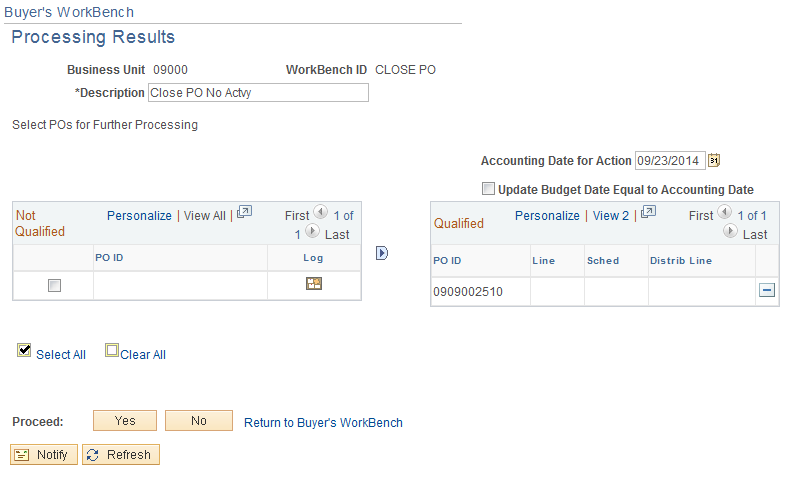 Buyer's WorkBench
Processing Results
Business Unit 09000 WorkBench ID CLOSE PO
*Description Close PO No Actvy
Select POs for Further Processing
Accounting Date for Action 09/23/2014 31
Update Budget Date Equal to Accounting Date
Not Qualified Personalize | View All | First 1 of 1 Last
PO ID Log
Qualified Personalize | View 2 | First 1 of 1 Last
PO ID Line Sched Distrib Line
0909002510
Select All Clear All
Proceed: Yes No Return to Buyer's WorkBench
Notify Refresh